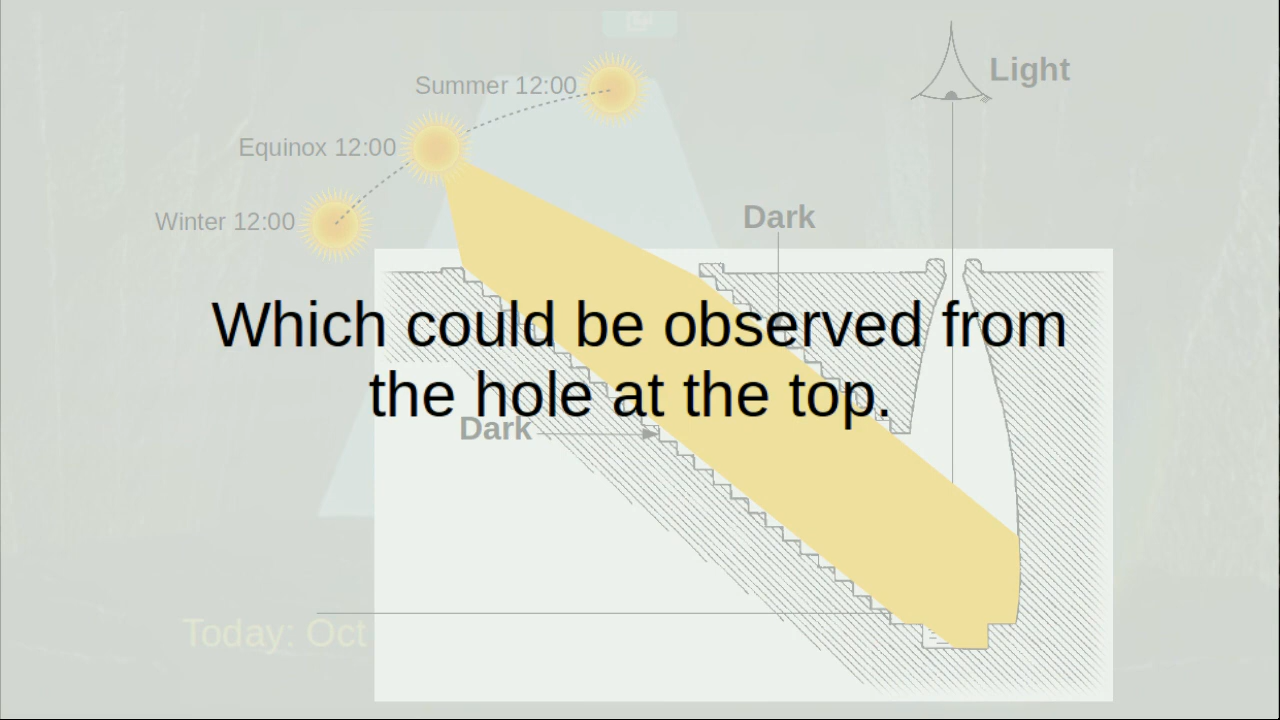 Summer 12:00
Light
Equinox 12:00
Winter 12:00
Dark
Which could be observed from
the hole at the top.
Dark
Today: Oct